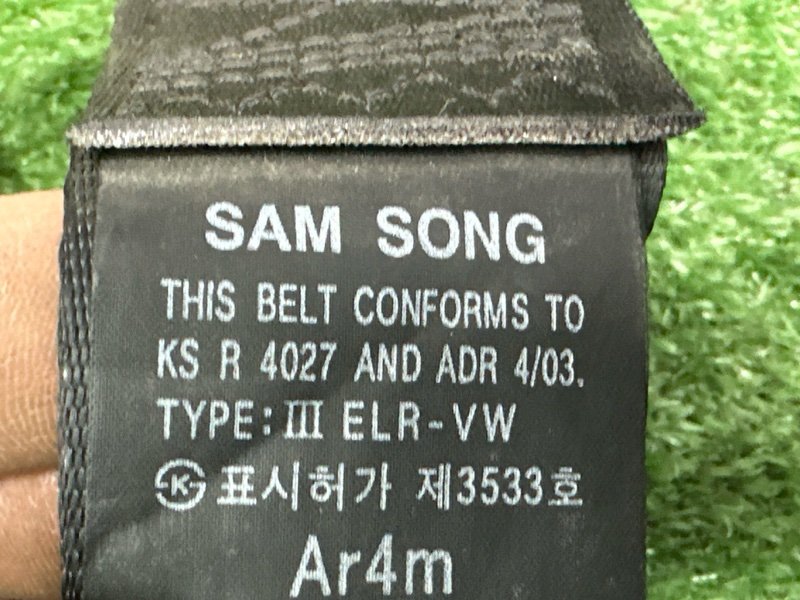 SAM SONG
THIS BELT CONFORMS TO
KS R 4027 AND ADR 4/03.
TYPE: III ELR-VW
K 표시허가 제3533호
Ar4m